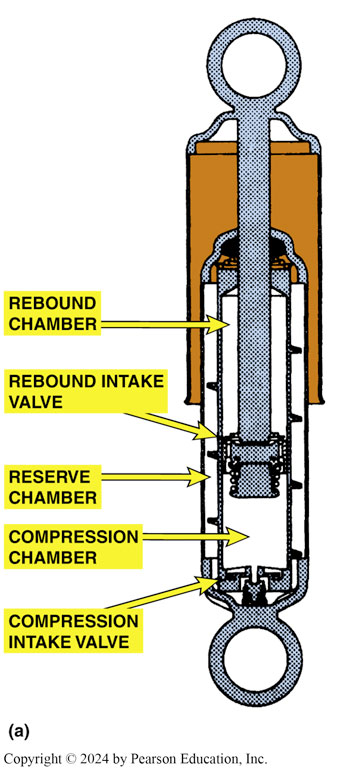 REBOUND
CHAMBER
REBOUND INTAKE
VALVE
RESERVE
CHAMBER
COMPRESSION
CHAMBER
COMPRESSION
INTAKE VALVE
(a)
Copyright © 2024 by Pearson Education, Inc.